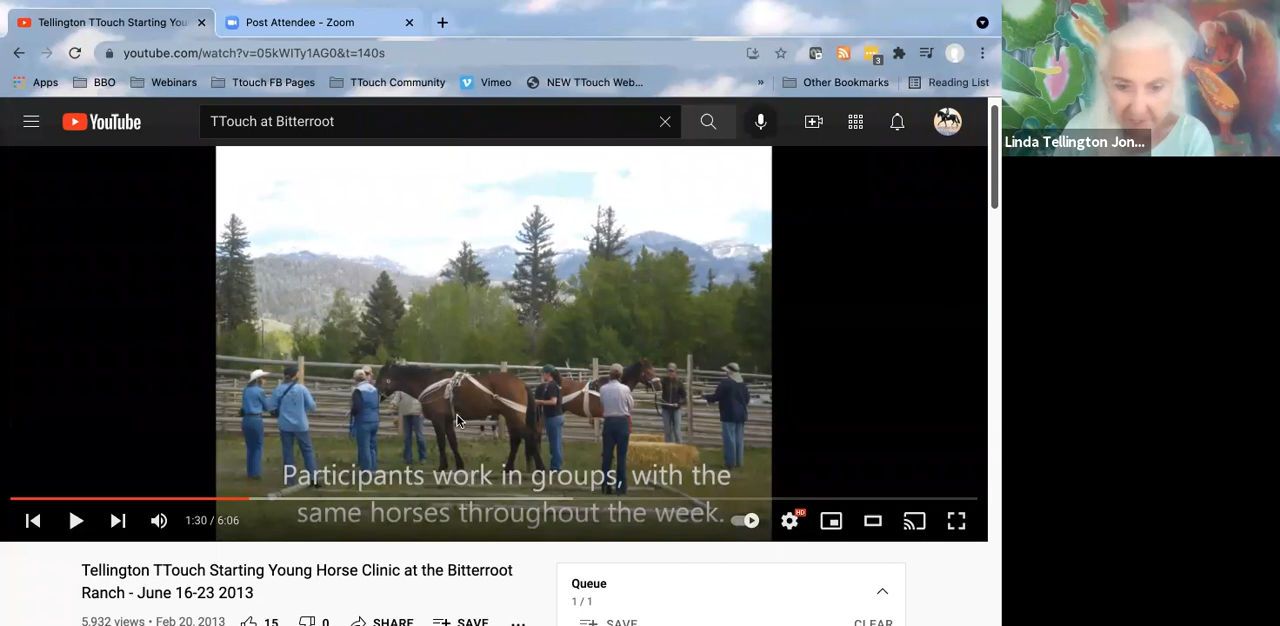 Tellington TTouch Starting You
Post Attendee - Zoom
youtube.com/watch?v=05kWITy1AG0&t=140s
3
Apps
BBO
Webinars
Ttouch FB Pages
TTouch Community
Vimeo
NEW TTouch Web...
»
Other Bookmarks
Reading List
YouTube
TTouch at Bitterroot
Linda Tellington Jon...
Participants work in groups, with the
same horses throughout the week.
1:30 / 6:06
HD
Tellington TTouch Starting Young Horse Clinic at the Bitterroot
Ranch - June 16-23 2013
5,932 views • Feb 20, 2013
15
0
SHARE
SAVE
Queue
1 / 1
SAVE
CLEAR